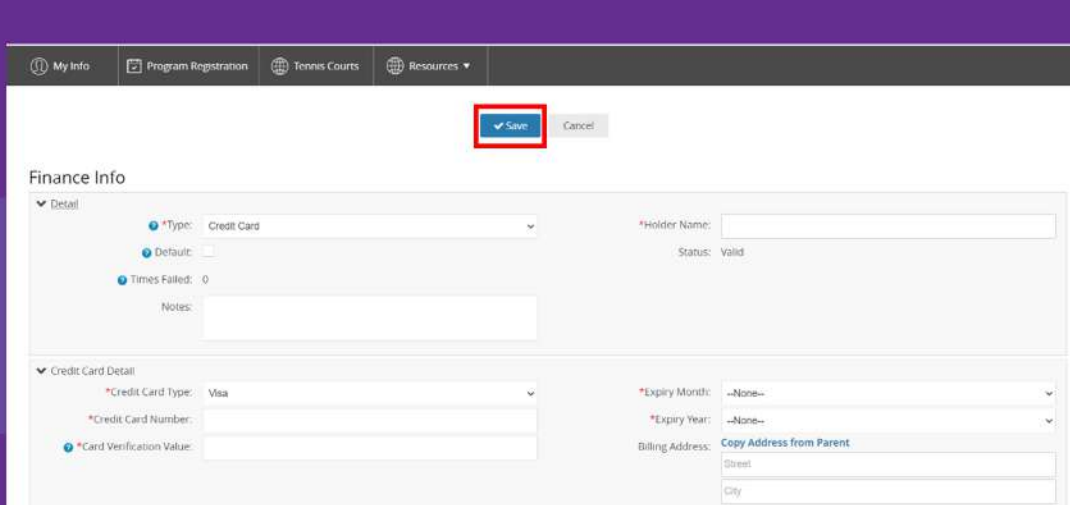 My Info Program Registration Tennis Courts Resources
Save Cancel
Finance Info
Detail
*Type: Credit Card *Holder Name:
Default: Status: Valid
Times Failed: 0
Notes:
Credit Card Detail
*Credit Card Type: Visa *Expiry Month: --None--
*Credit Card Number: *Expiry Year: --None--
*Card Verification Value: Billing Address: Copy Address from Parent
Street
City